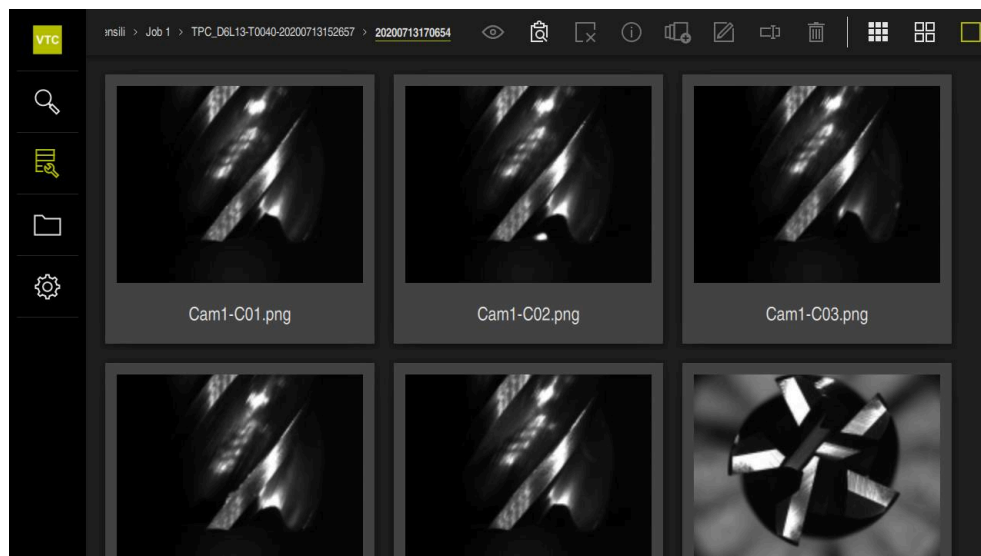 VTC
ensili > Job 1 > TPC_D6L13-T0040-20200713152657 > 20200713170654
Cam1-C01.png
Cam1-C02.png
Cam1-C03.png